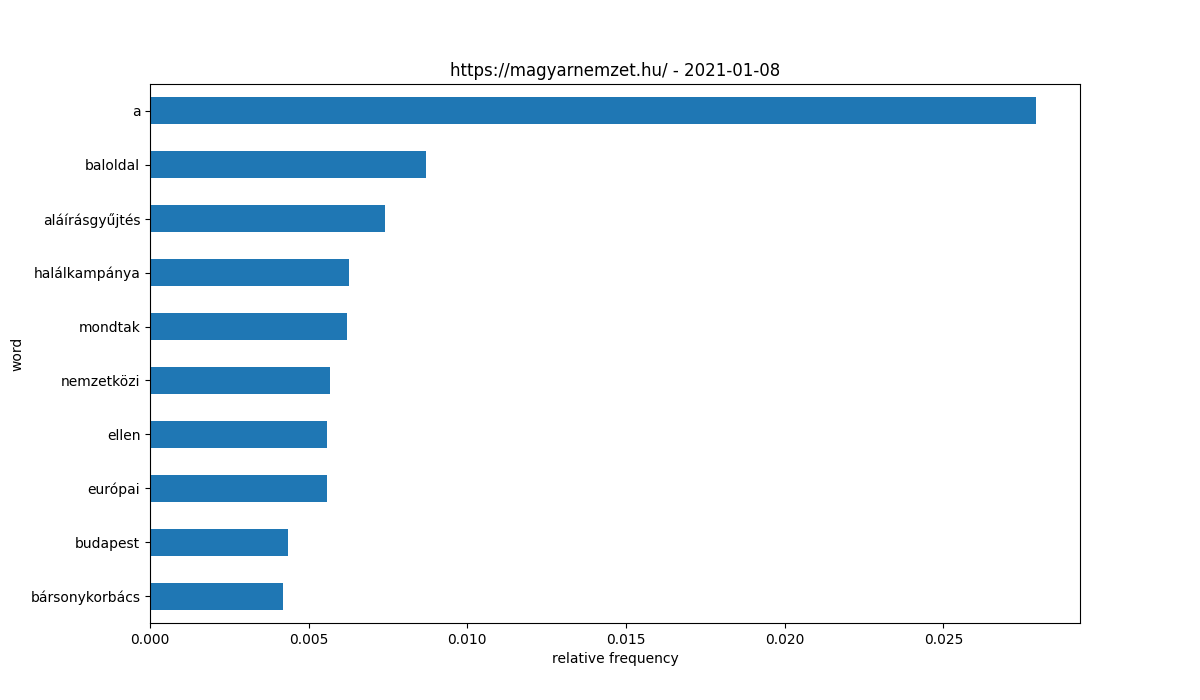 https://magyarnemzet.hu/ - 2021-01-08
a
baloldal
aláírásgyűjtés
halálkampánya
mondtak
nemzetközi
ellen
európai
budapest
bársonykorbács
word
0.000 0.005 0.010 0.015 0.020 0.025
relative frequency